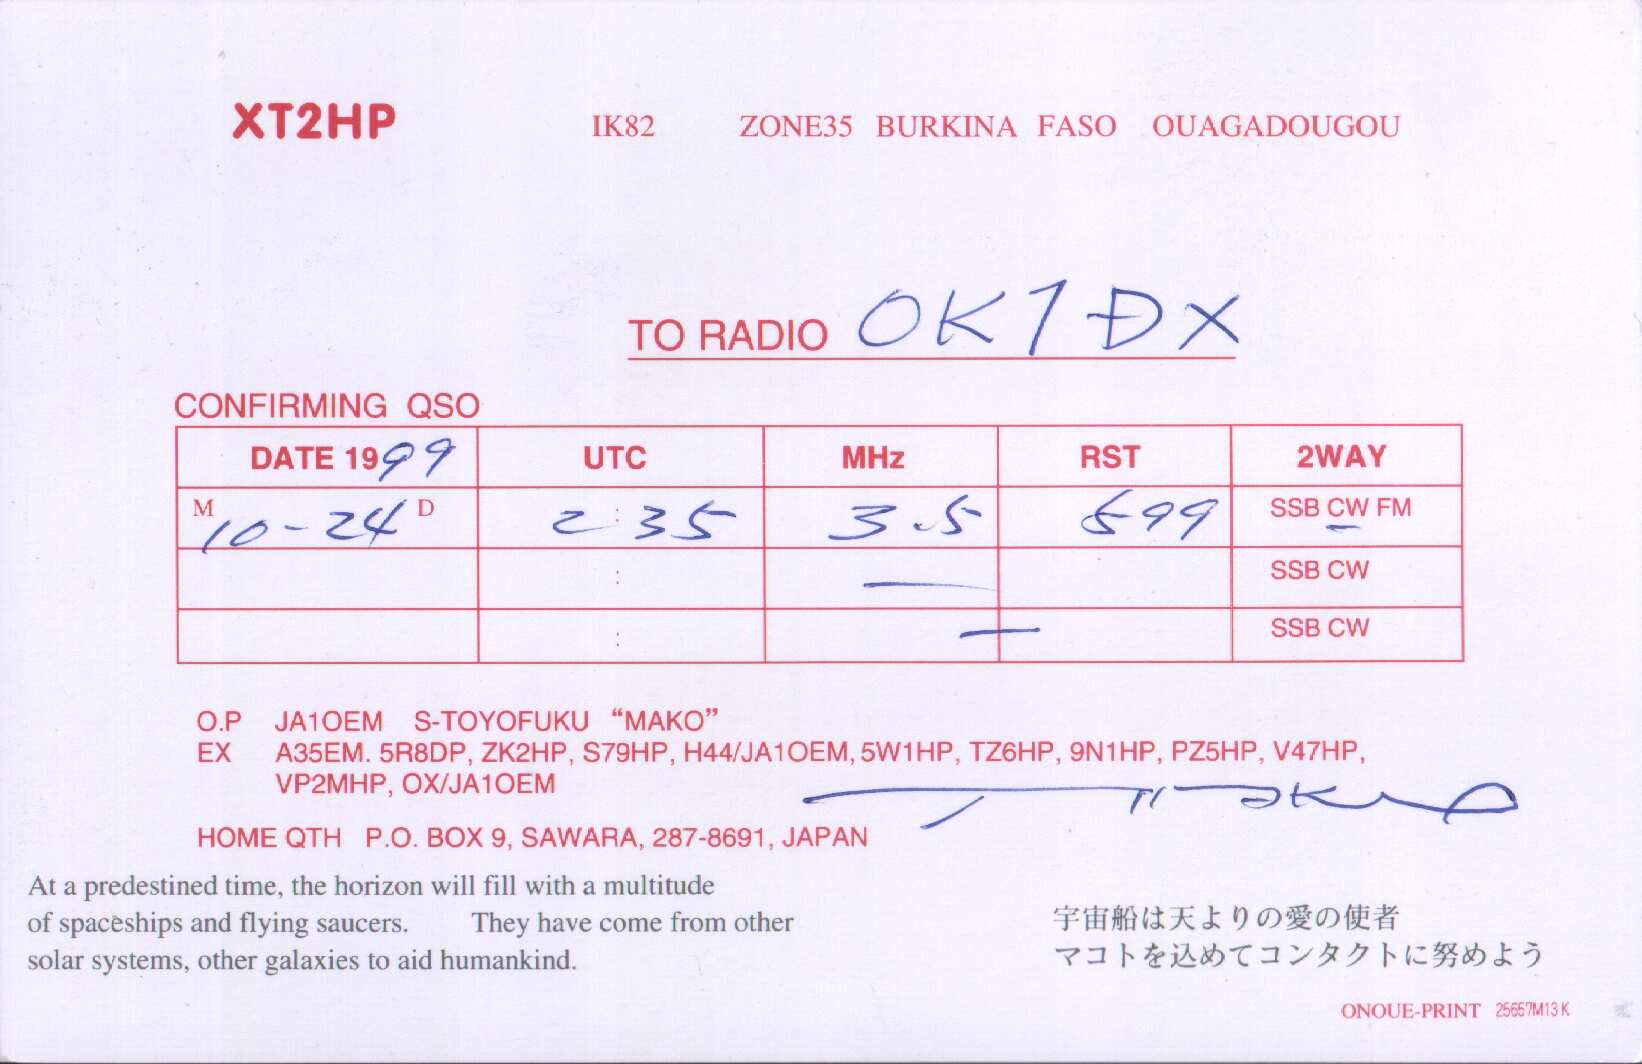 XT2HP IK82 ZONE35 BURKINA FASO OUAGADOUGOU
TO RADIO OK1DX
CONFIRMING QSO
DATE 1999 UTC MHz RST 2WAY
M 10-24 D 2:35 3.5 599 SSB CW FM
: SSB CW
: SSB CW
O.P JA1OEM S-TOYOFUKU “MAKO”
EX A35EM. 5R8DP, ZK2HP, S79HP, H44/JA1OEM, 5W1HP, TZ6HP, 9N1HP, PZ5HP, V47HP,
VP2MHP, OX/JA1OEM
HOME QTH P.O. BOX 9, SAWARA, 287-8691, JAPAN
At a predestined time, the horizon will fill with a multitude
of spaceships and flying saucers. They have come from other
solar systems, other galaxies to aid humankind.
宇宙船は天よりの愛の使者
マコトを込めてコンタクトに努めよう
ONOUE-PRINT 25657M13K